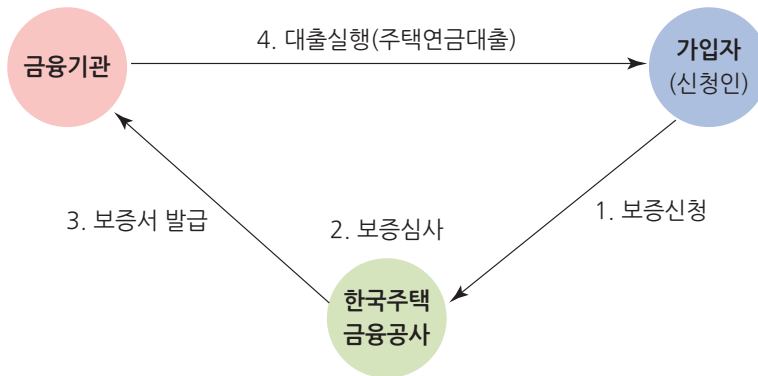 4. 대출실행(주택연금대출)
금융기관
가입자
(신청인)
3. 보증서 발급
2. 보증심사
1. 보증신청
한국주택
금융공사